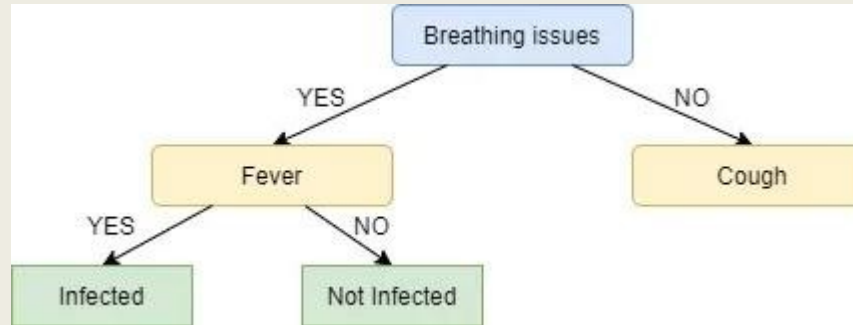 Breathing issues
YES
NO
Fever
Cough
YES
NO
Infected
Not Infected